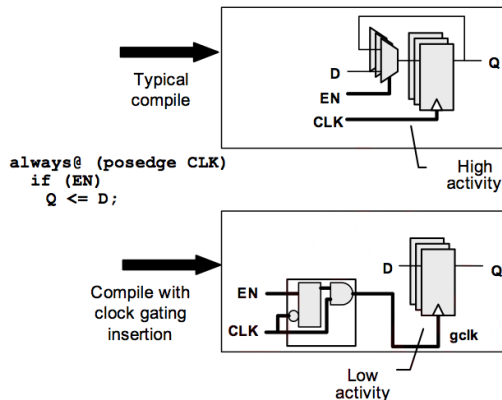 Typical
compile
D
EN
CLK
Q
High
activity
always@ (posedge CLK)
if (EN)
Q <= D;
Compile with
clock gating
insertion
EN
CLK
D
Q
gclk
Low
activity